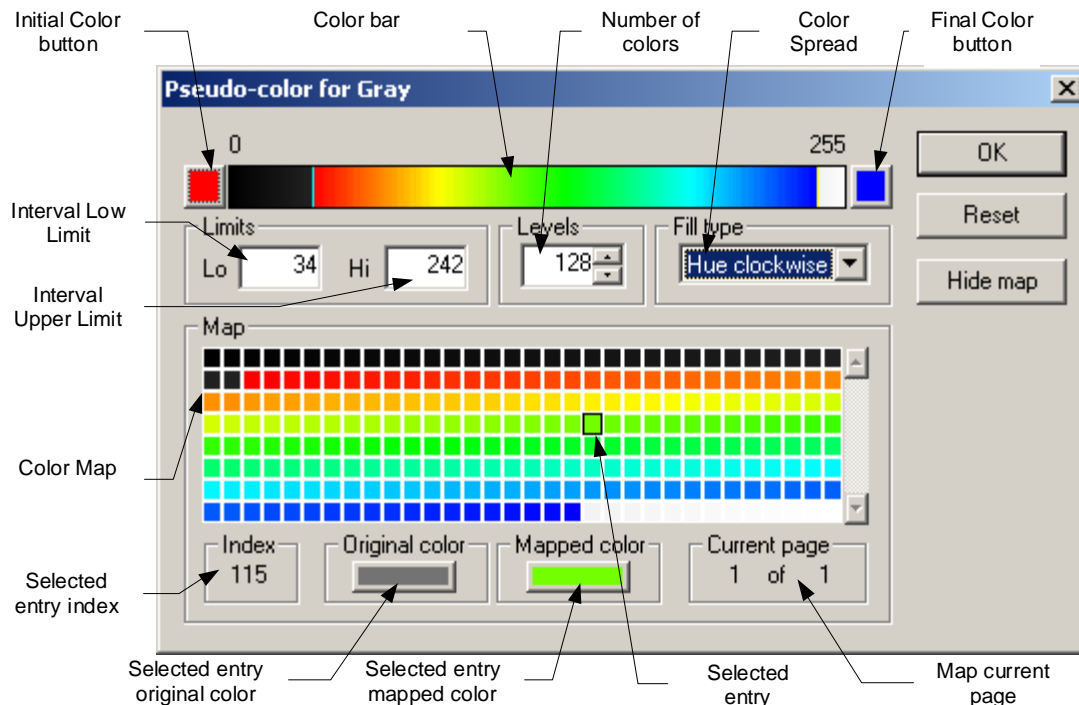 Initial Color
button
Color bar
Number of
colors
Color
Spread
Final Color
button
Pseudo-color for Gray
0
255
OK
Reset
Hide map
Interval Low
Limit
Limits
Lo
34
Hi
242
Levels
128
Fill type
Hue clockwise
Interval
Upper Limit
Map
Color Map
Index
115
Original color
Mapped color
Current page
1 of 1
Selected
entry index
Selected entry
original color
Selected entry
mapped color
Selected
entry
Map current
page